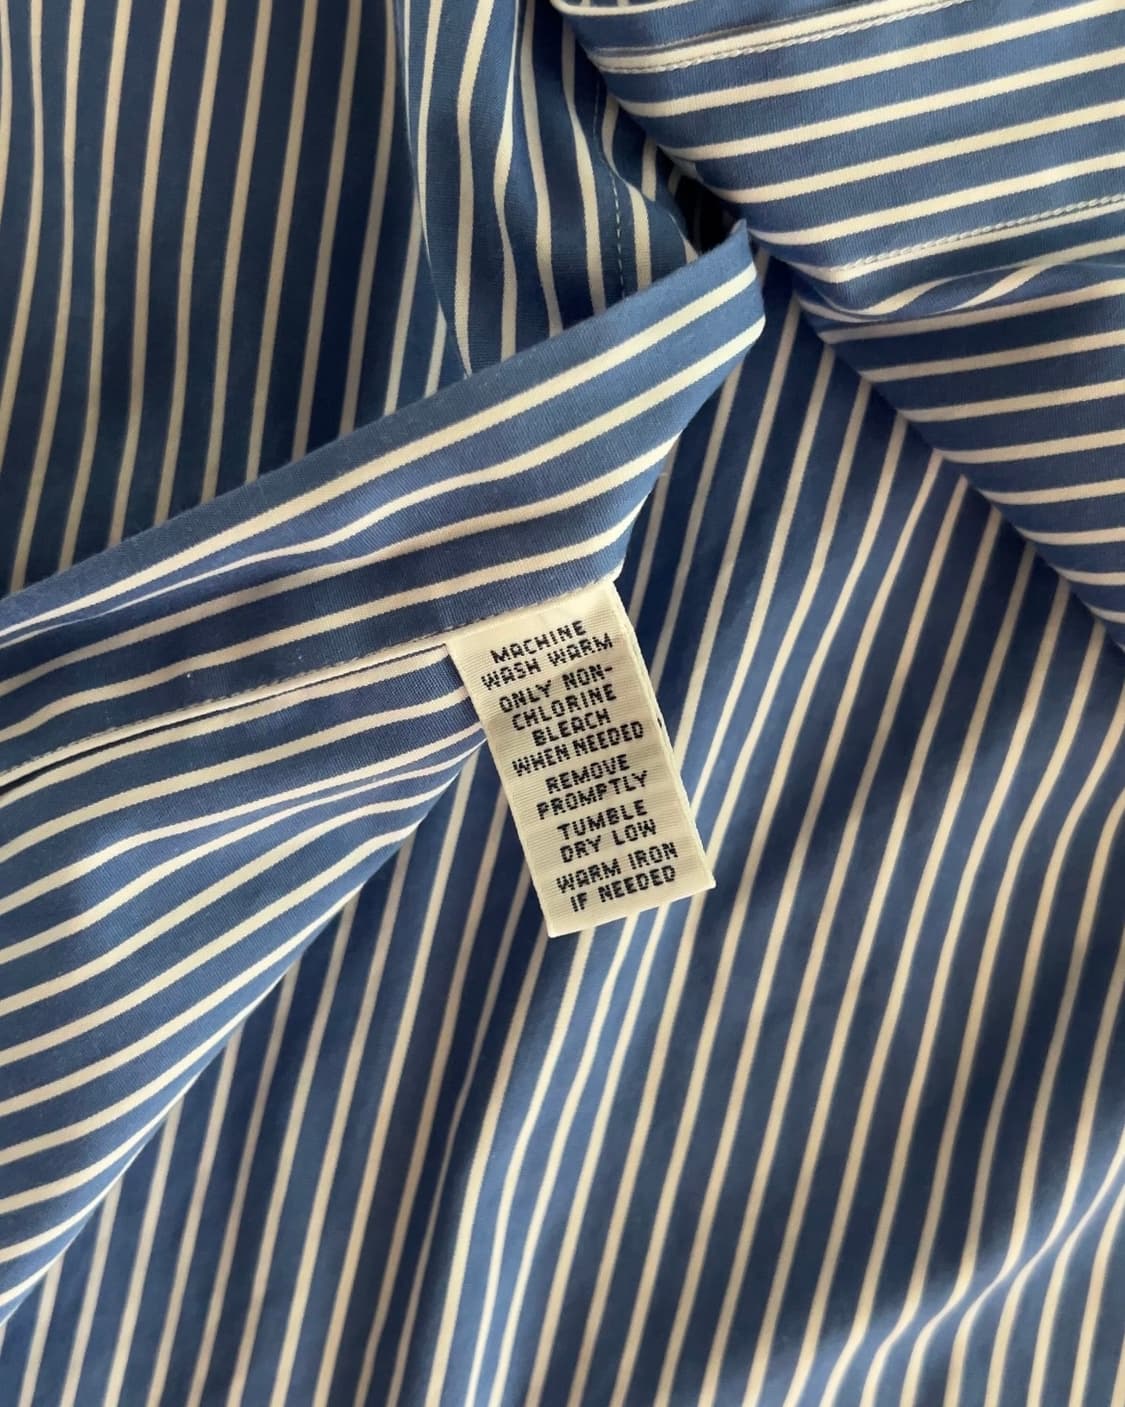 MACHINE
WASH WARM
ONLY NON-
CHLORINE
BLEACH
WHEN NEEDED
REMOVE
PROMPTLY
TUMBLE
DRY LOW
WARM IRON
IF NEEDED